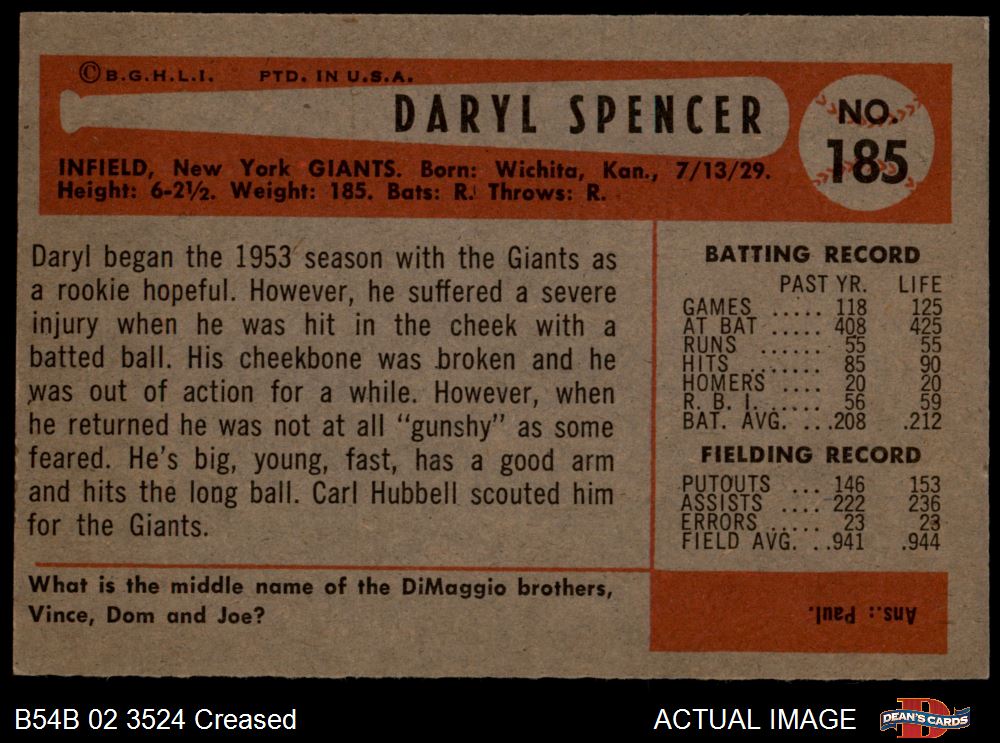 ©B.G.H.L.I. PTD. IN U.S.A.
DARYL SPENCER
NO.
185
INFIELD, New York GIANTS. Born: Wichita, Kan., 7/13/29.
Height: 6-2½. Weight: 185. Bats: R. Throws: R.
Daryl began the 1953 season with the Giants as
a rookie hopeful. However, he suffered a severe
injury when he was hit in the cheek with a
batted ball. His cheekbone was broken and he
was out of action for a while. However, when
he returned he was not at all "gunshy" as some
feared. He's big, young, fast, has a good arm
and hits the long ball. Carl Hubbell scouted him
for the Giants.
What is the middle name of the DiMaggio brothers,
Vince, Dom and Joe?
BATTING RECORD
PAST YR. LIFE
GAMES ..... 118 125
AT BAT ..... 408 425
RUNS ...... 55 55
HITS ...... 85 90
HOMERS .... 20 20
R. B. I. ..... 56 59
BAT. AVG. ...208 .212
FIELDING RECORD
PUTOUTS ... 146 153
ASSISTS .... 222 236
ERRORS ..... 23 23
FIELD AVG. ..941 .944
Ans.: Paul.
B54B 02 3524 Creased
ACTUAL IMAGE
DEAN'S CARDS